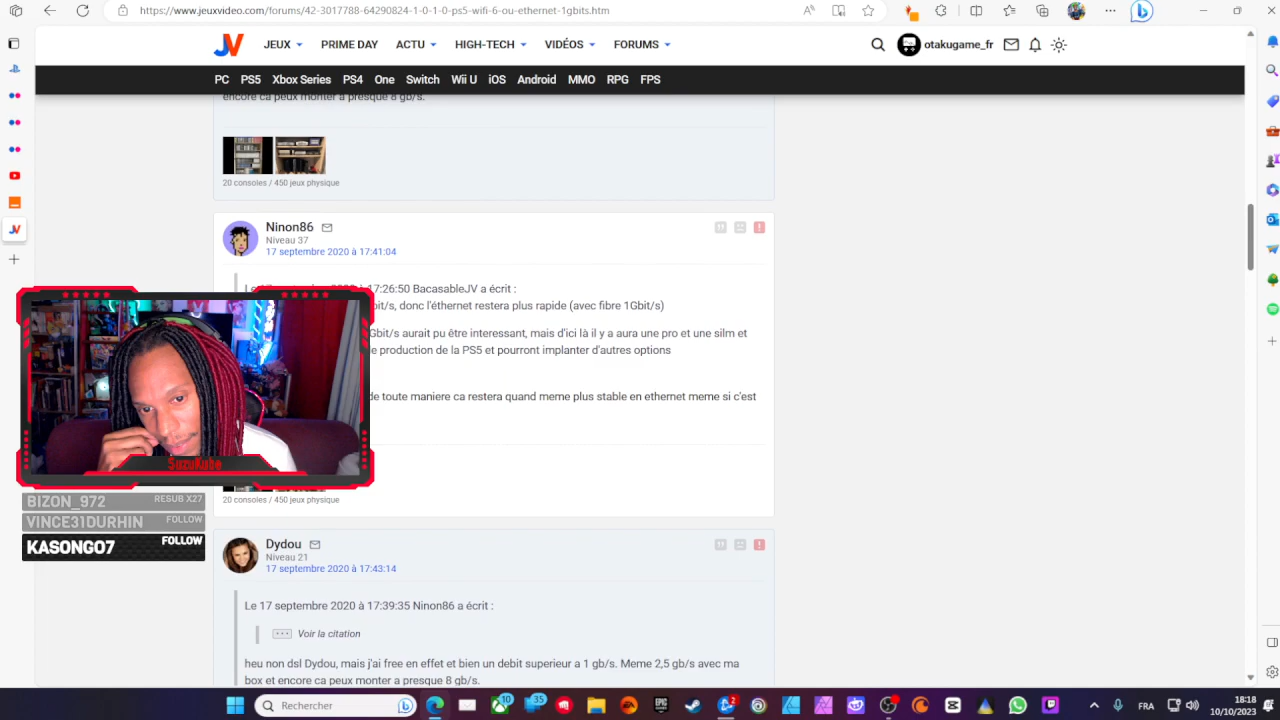 https://www.jeuxvideo.com/forums/42-3017788-64290824-1-0-1-0-ps5-wifi-6-ou-ethernet-1gbits.htm
JV JEUX PRIME DAY ACTU HIGH-TECH VIDÉOS FORUMS otakugame_fr
PC PS5 Xbox Series PS4 One Switch Wii U iOS Android MMO RPG FPS
encore ca peux monter a presque 8 gb/s.
20 consoles / 450 jeux physique
Ninon86
Niveau 37
17 septembre 2020 à 17:41:04
17:26:50 BacasableJV a écrit :
bit/s, donc l'éthernet restera plus rapide (avec fibre 1Gbit/s)
Gbit/s aurait pu être interessant, mais d'ici là il y a aura une pro et une silm et
production de la PS5 et pourront implanter d'autres options
de toute maniere ca restera quand meme plus stable en ethernet meme si c'est
SuzuKube
BIZON_972 RESUB X27
20 consoles / 450 jeux physique
VINCE31DURHIN FOLLOW
KASONGO7 FOLLOW
Dydou
Niveau 21
17 septembre 2020 à 17:43:14
Le 17 septembre 2020 à 17:39:35 Ninon86 a écrit :
Voir la citation
heu non dsl Dydou, mais j'ai free en effet et bien un debit superieur a 1 gb/s. Meme 2,5 gb/s avec ma
box et encore ca peux monter a presque 8 gb/s.
Rechercher
10
35
2
FRA
18:18
10/10/2023